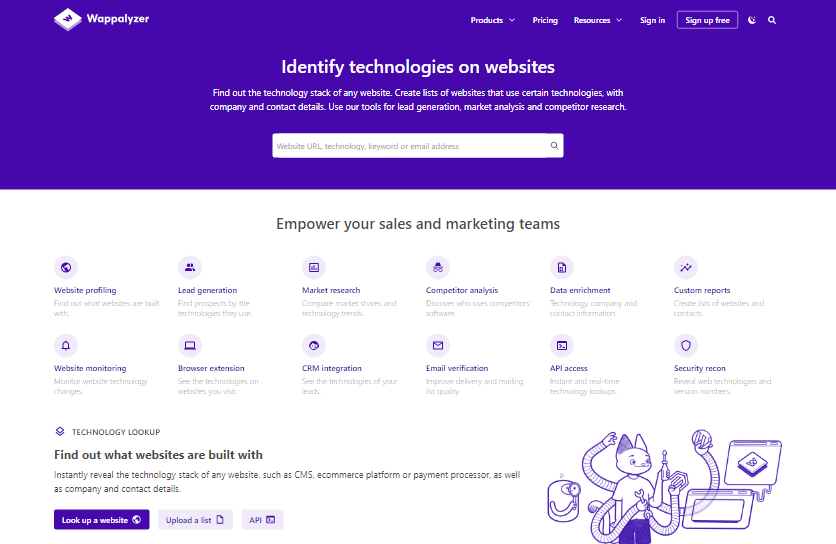 Wappalyzer
Products
Pricing
Resources
Sign in
Sign up free
Identify technologies on websites
Find out the technology stack of any website. Create lists of websites that use certain technologies, with
company and contact details. Use our tools for lead generation, market analysis and competitor research.
Website URL, technology, keyword or email address
Empower your sales and marketing teams
Website profiling
Find out what websites are built
with.
Lead generation
Find prospects by the
technologies they use.
Market research
Compare market shares and
technology trends.
Competitor analysis
Discover who uses competitors'
software.
Data enrichment
Technology, company and
contact information
Custom reports
Create lists of websites and
contacts.
Website monitoring
Monitor website technology
changes.
Browser extension
See the technologies on
websites you visit.
CRM integration
See the technologies of your
leads.
Email verification
Improve delivery and mailing
list quality.
API access
Instant and real-time
technology lookups.
Security recon
Reveal web technologies and
version numbers.
TECHNOLOGY LOOKUP
Find out what websites are built with
Instantly reveal the technology stack of any website, such as CMS, ecommerce platform or payment processor, as well
as company and contact details.
Look up a website
Upload a list
API